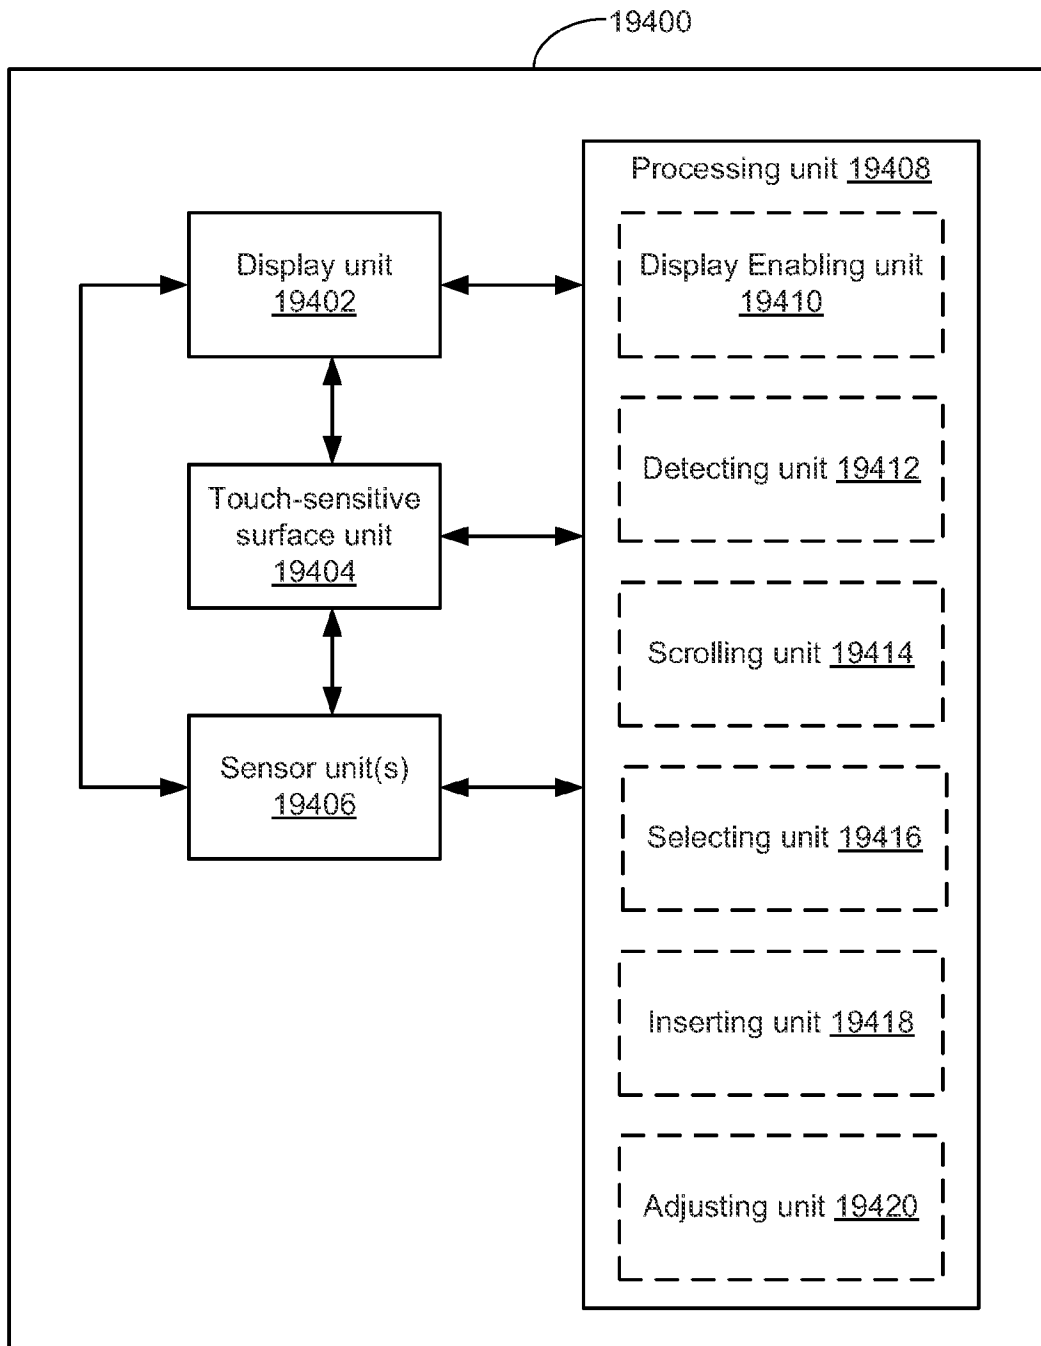 19400
Processing unit 19408
Display unit
19402
Display Enabling unit
19410
Detecting unit 19412
Touch-sensitive
surface unit
19404
Scrolling unit 19414
Sensor unit(s)
19406
Selecting unit 19416
Inserting unit 19418
Adjusting unit 19420